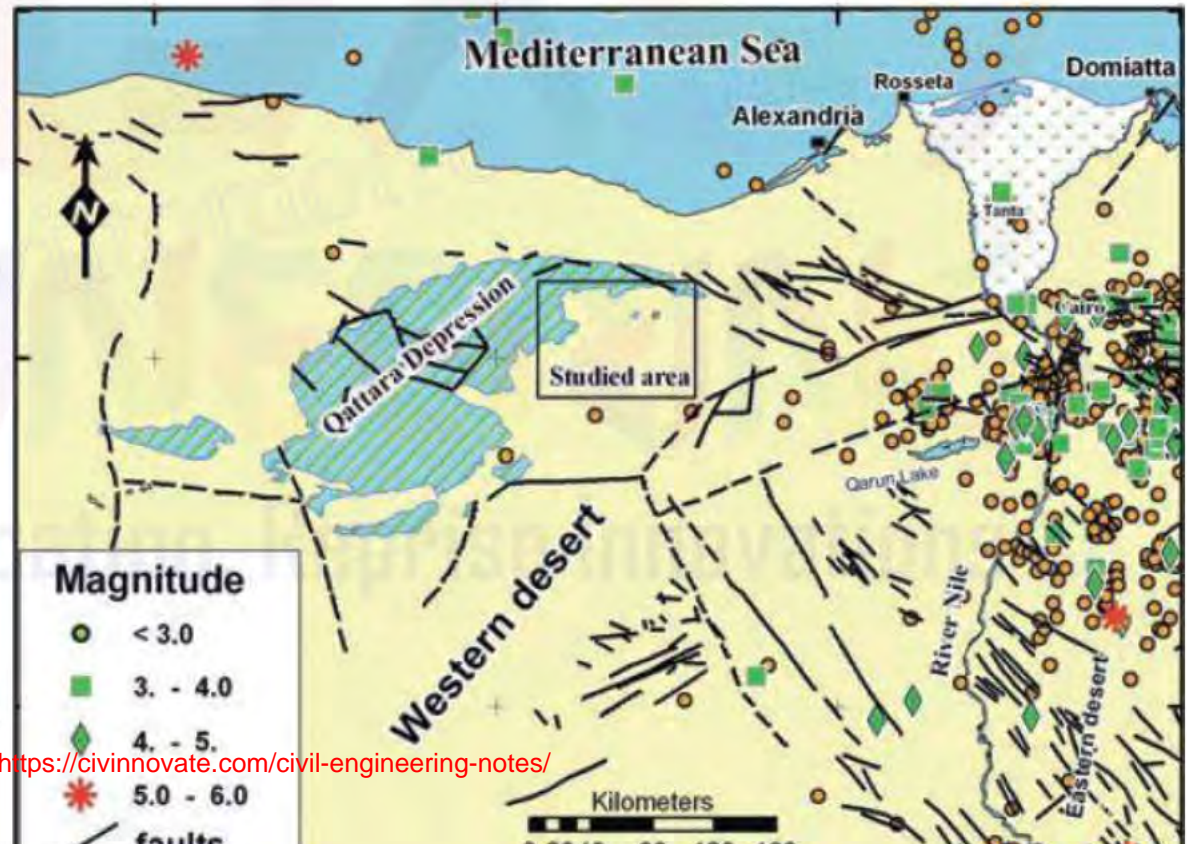 Mediterranean Sea
Domiatta
Rosseta
Alexandria
N
Tanta
Cairo
Qattara Depression
Studied area
Qarun Lake
Western desert
River Nile
Eastern desert
Magnitude
< 3.0
3. - 4.0
4. - 5.
https://civinnovate.com/civil-engineering-notes/
5.0 - 6.0
faults
Kilometers